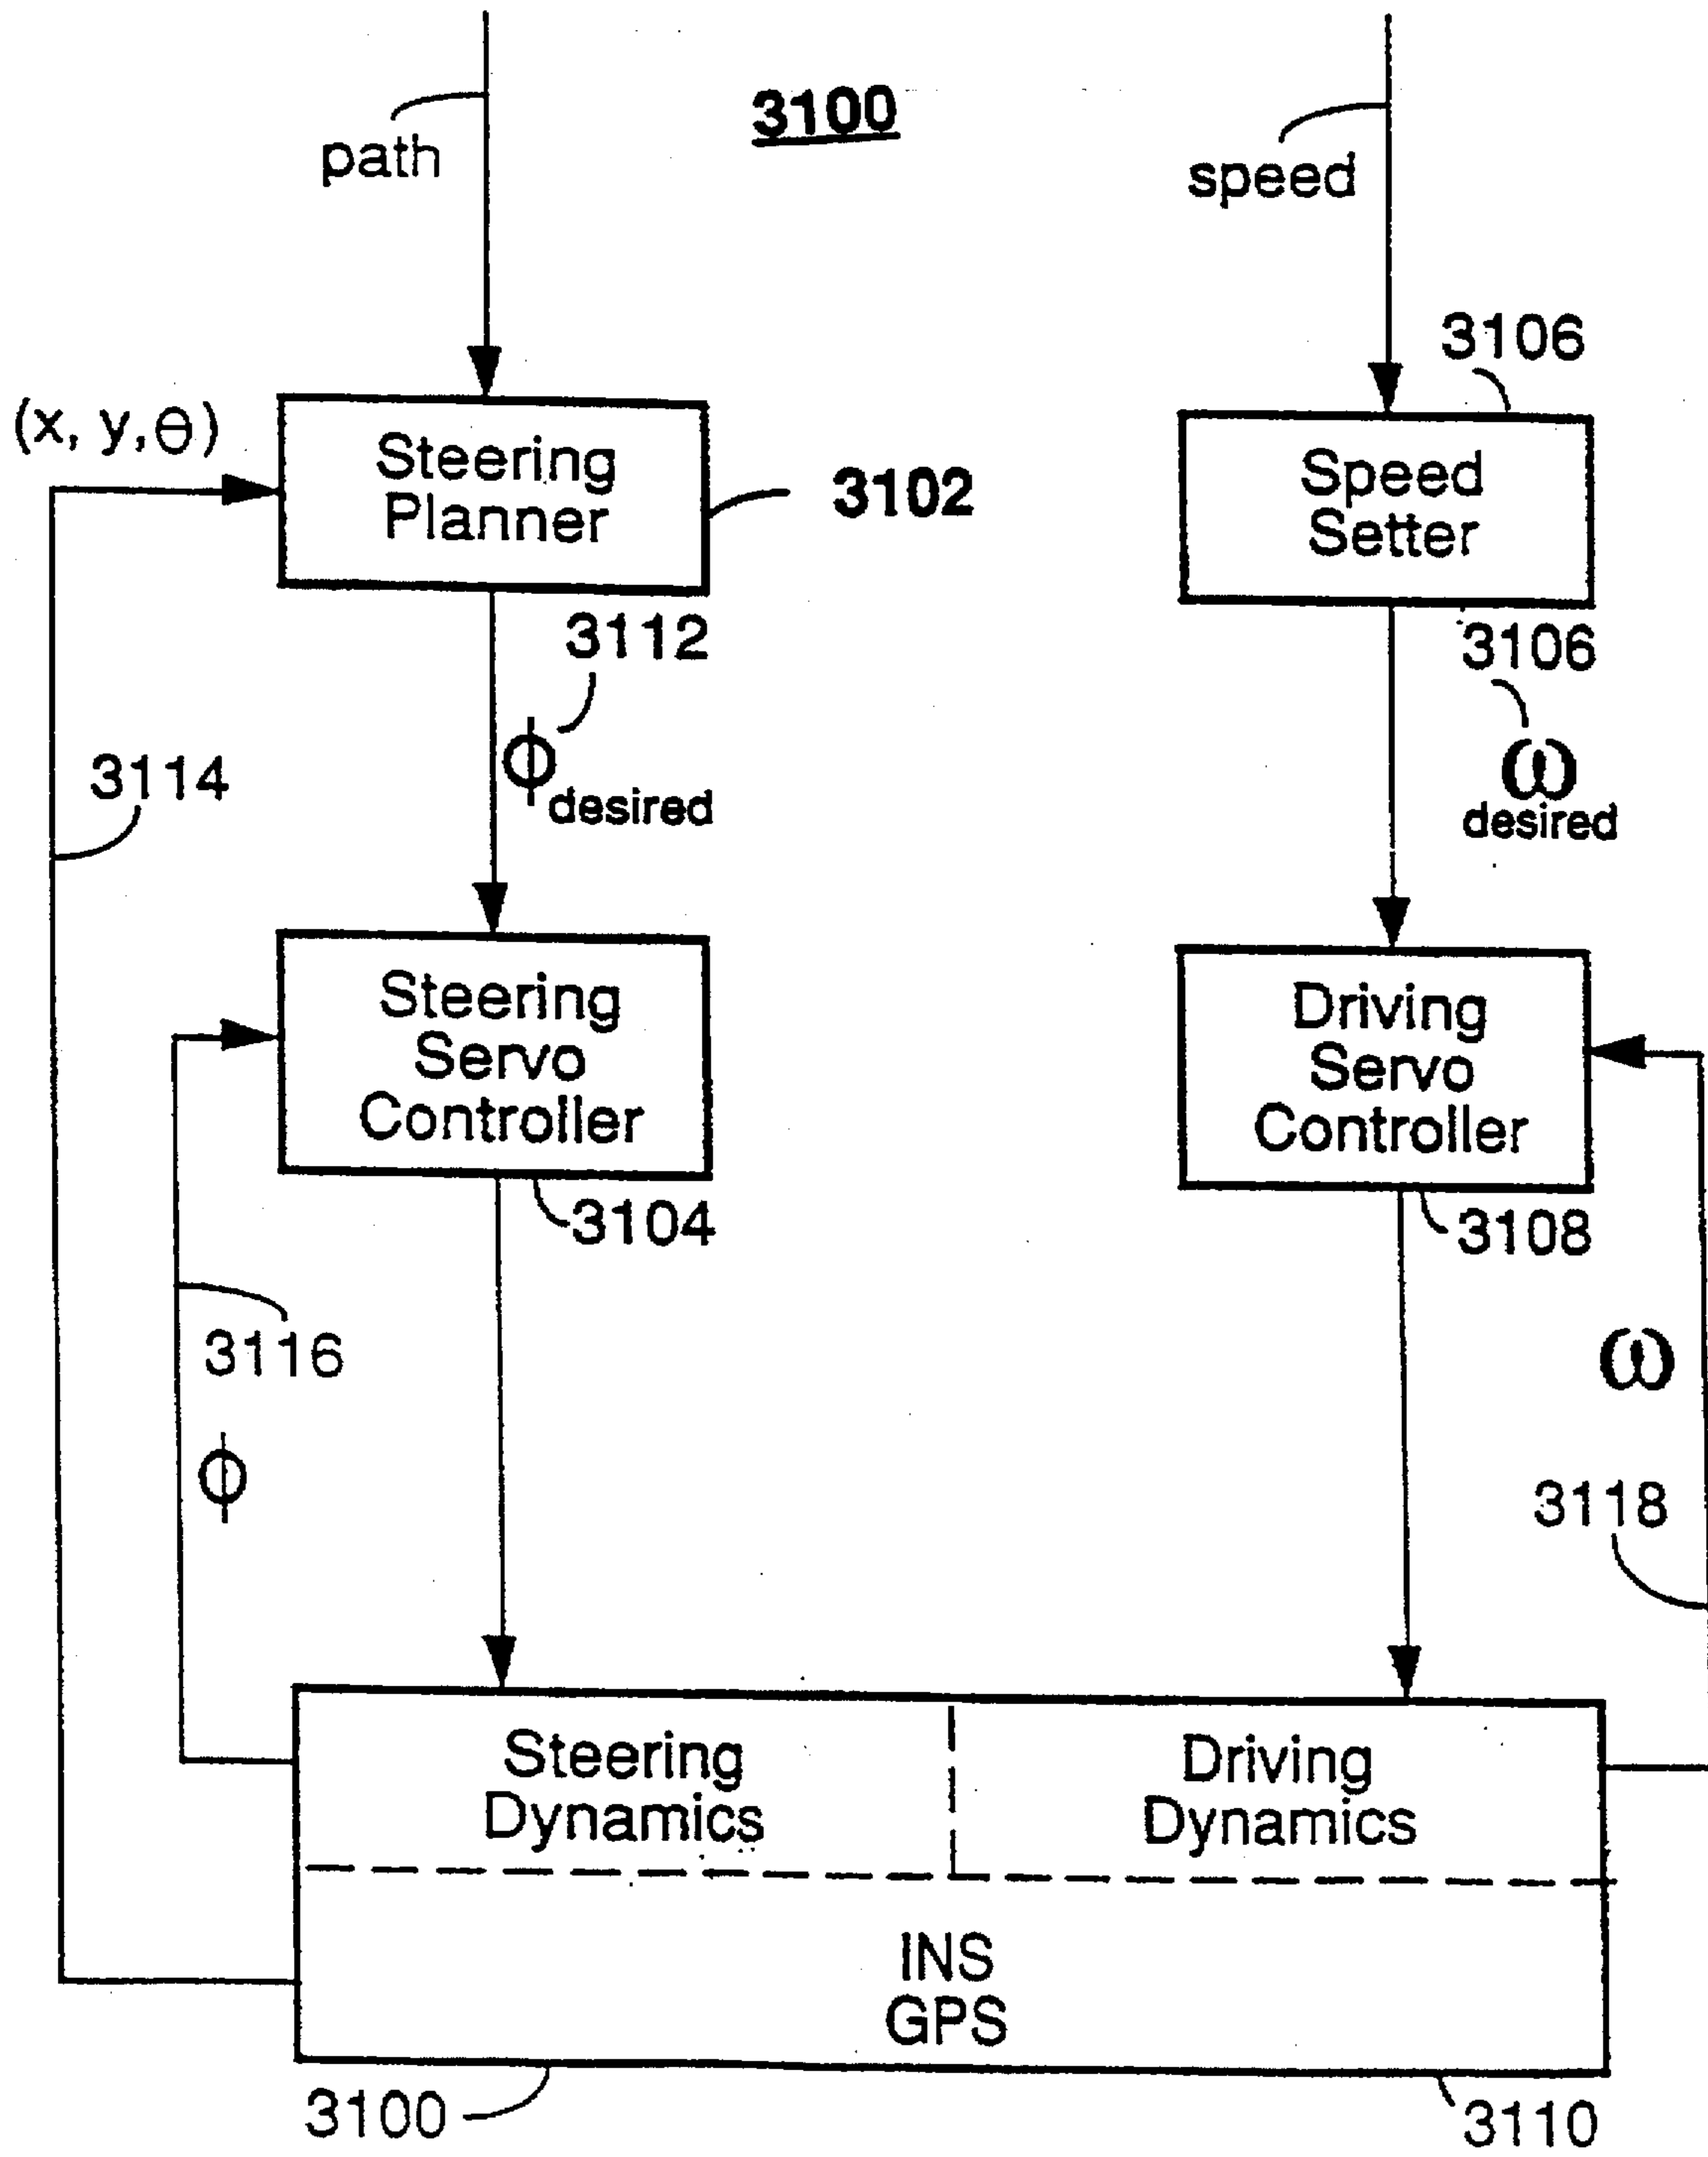 3100
path
speed
3106
(x, y, θ)
Steering
Planner
3102
Speed
Setter
3112
3106
ϕ
desired
ω
desired
3114
Steering
Servo
Controller
Driving
Servo
Controller
3104
3108
3116
ω
ϕ
3118
Steering
Dynamics
Driving
Dynamics
INS
GPS
3100
3110